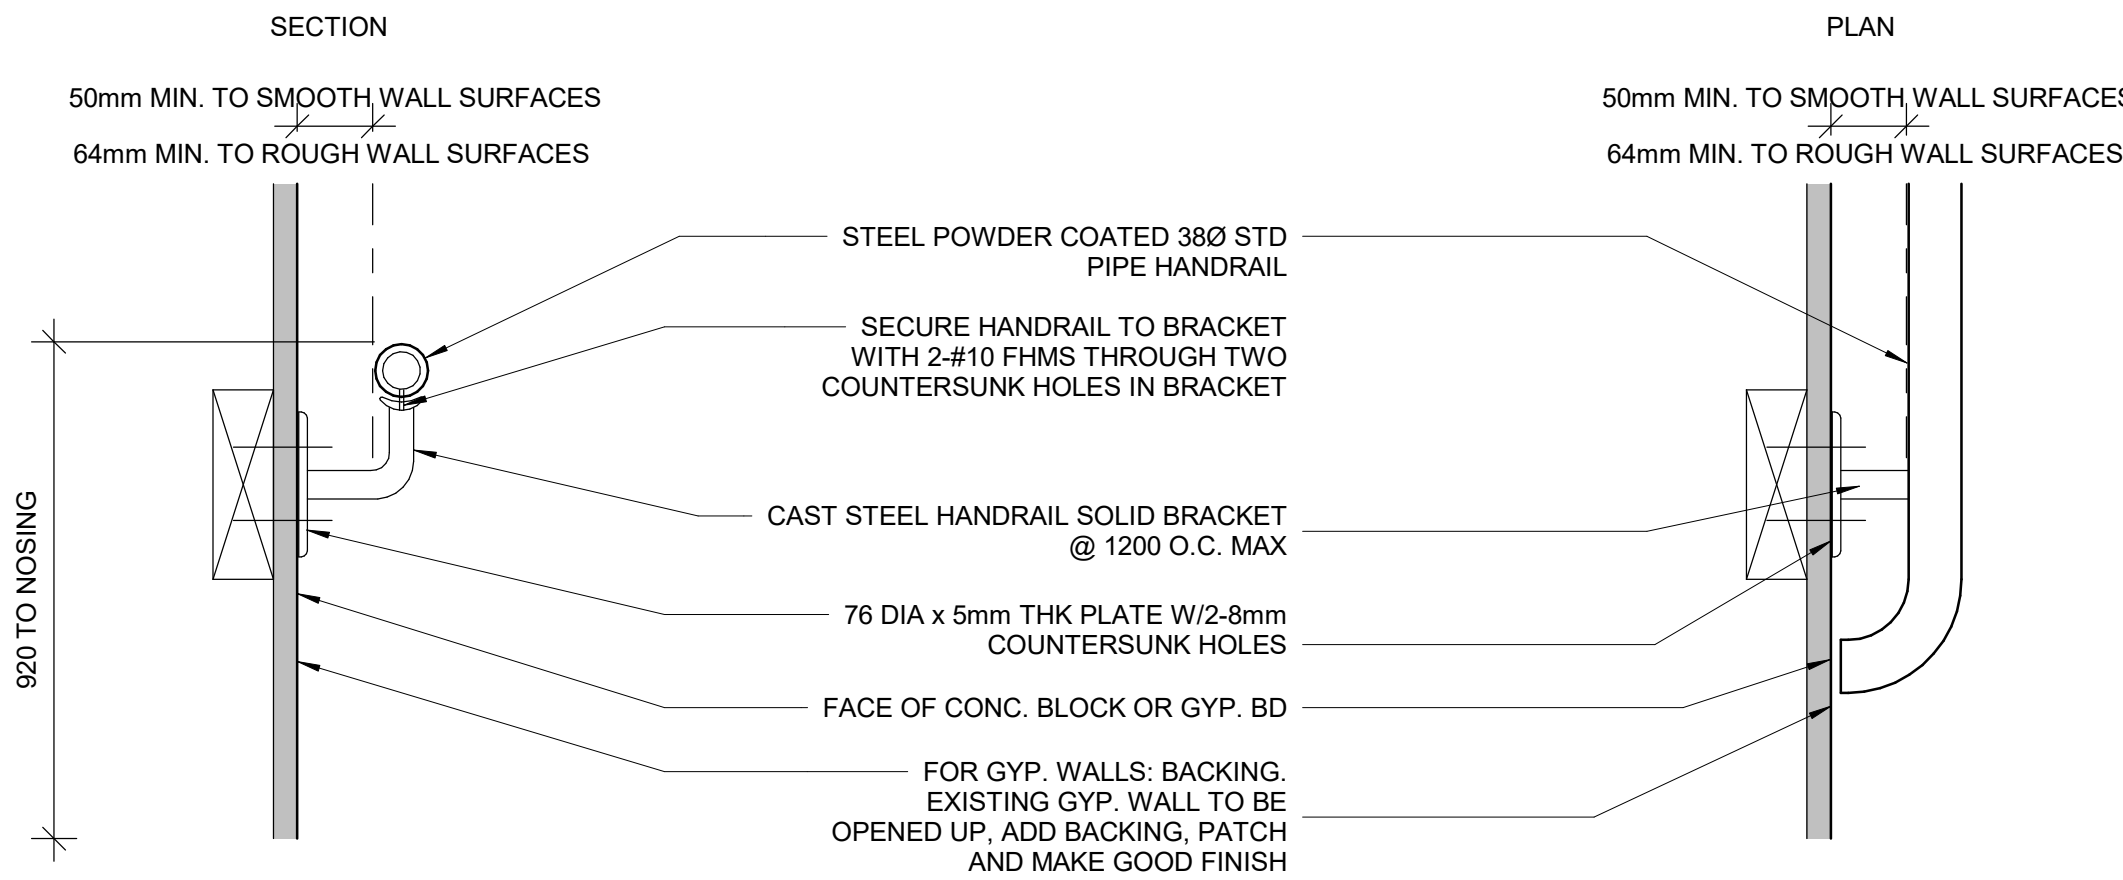 SECTION
PLAN
50mm MIN. TO SMOOTH WALL SURFACES
64mm MIN. TO ROUGH WALL SURFACES
50mm MIN. TO SMOOTH WALL SURFACES
64mm MIN. TO ROUGH WALL SURFACES
STEEL POWDER COATED 38Ø STD
PIPE HANDRAIL
SECURE HANDRAIL TO BRACKET
WITH 2-#10 FHMS THROUGH TWO
COUNTERSUNK HOLES IN BRACKET
CAST STEEL HANDRAIL SOLID BRACKET
@ 1200 O.C. MAX
76 DIA x 5mm THK PLATE W/2-8mm
COUNTERSUNK HOLES
FACE OF CONC. BLOCK OR GYP. BD
FOR GYP. WALLS: BACKING.
EXISTING GYP. WALL TO BE
OPENED UP, ADD BACKING, PATCH
AND MAKE GOOD FINISH
920 TO NOSING